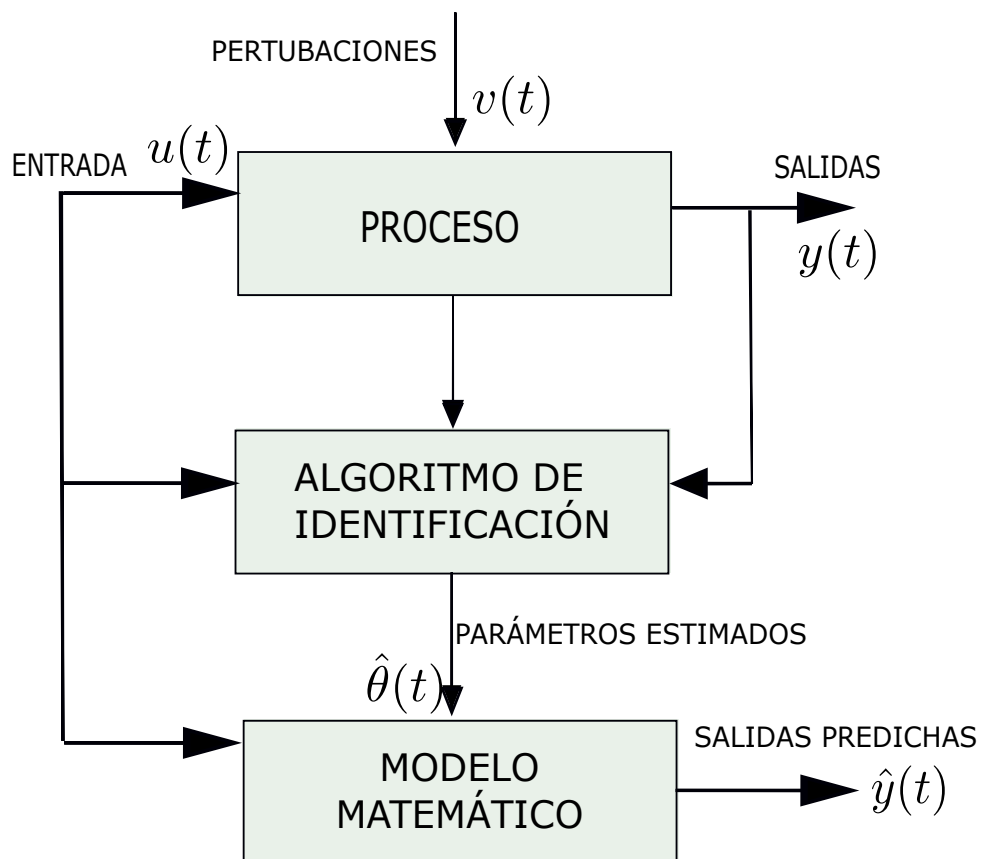 PERTUBACIONES
v(t)
ENTRADA
u(t)
PROCESO
SALIDAS
y(t)
ALGORITMO DE
IDENTIFICACIÓN
PARÁMETROS ESTIMADOS
θ̂(t)
MODELO
MATEMÁTICO
SALIDAS PREDICHAS
ŷ(t)